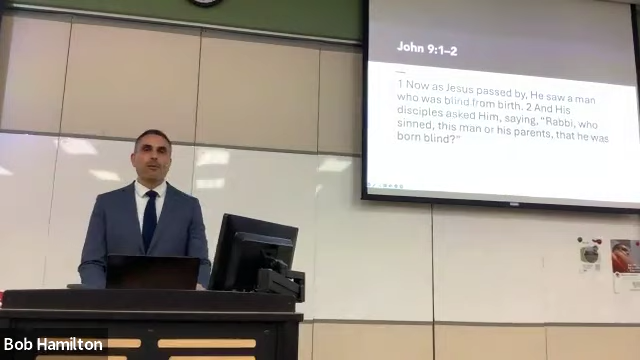 John 9:1–2
1 Now as Jesus passed by, He saw a man
who was blind from birth. 2 And His
disciples asked Him, saying, “Rabbi, who
sinned, this man or his parents, that he was
born blind?”
Bob Hamilton